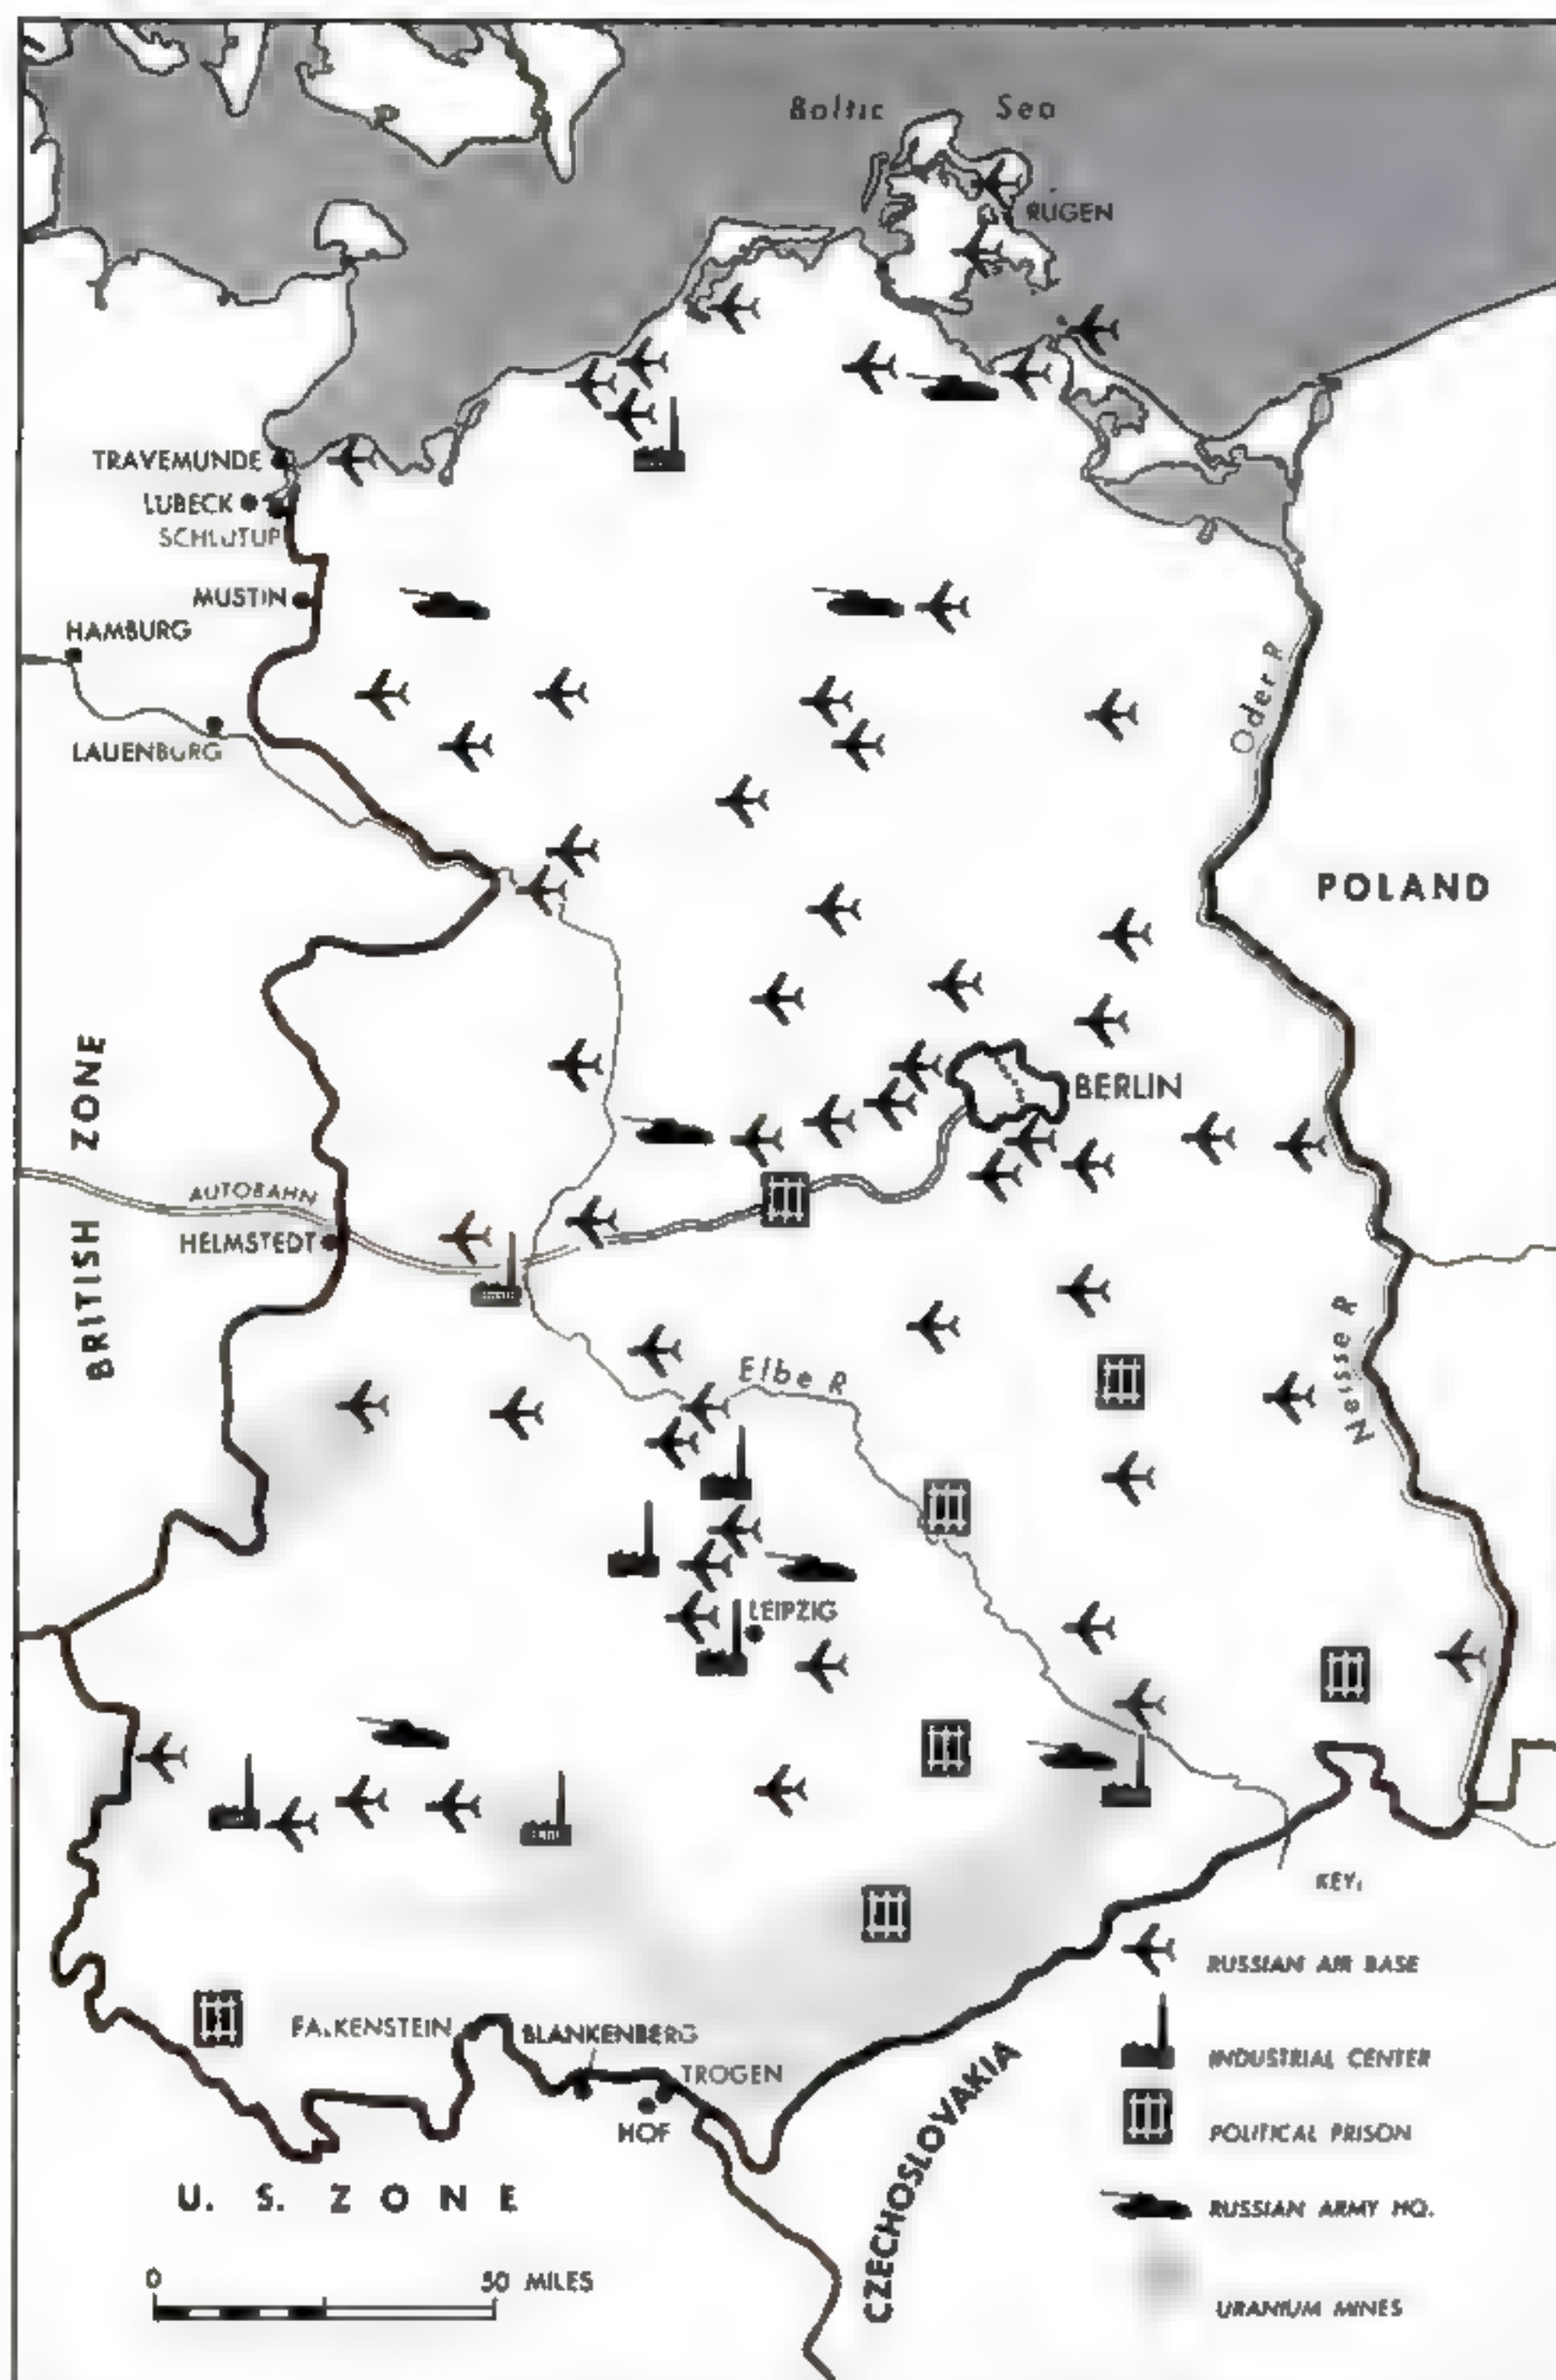 Baltic Sea
RÜGEN
TRAVEMUNDE
LUBECK
SCHLUTUP
MUSTIN
HAMBURG
LAUENBURG
Oder R
POLAND
BRITISH ZONE
BERLIN
AUTOBAHN
HELMSTEDT
Elbe R
Neisse R
LEIPZIG
FALKENSTEIN
BLANKENBERG
TROGEN
HOF
U. S. ZONE
CZECHOSLOVAKIA
0 50 MILES
KEY:
RUSSIAN AIR BASE
INDUSTRIAL CENTER
POLITICAL PRISON
RUSSIAN ARMY HQ.
URANIUM MINES